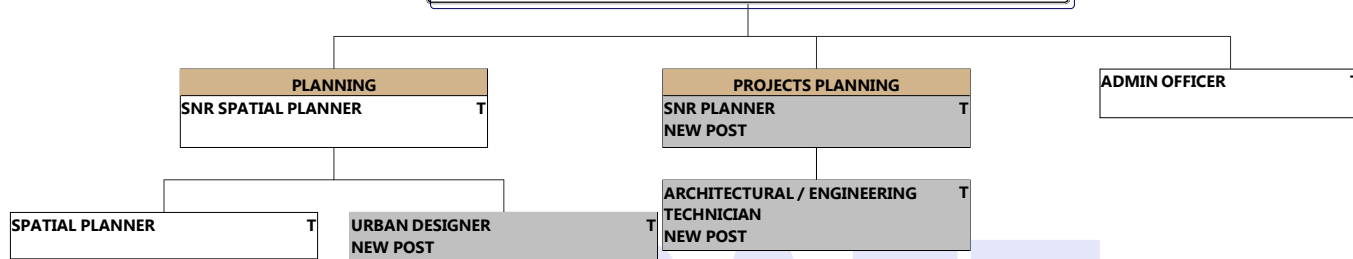 PLANNING
SNR SPATIAL PLANNER T
PROJECTS PLANNING
SNR PLANNER T
NEW POST
ADMIN OFFICER
SPATIAL PLANNER T
URBAN DESIGNER T
NEW POST
ARCHITECTURAL / ENGINEERING T
TECHNICIAN
NEW POST